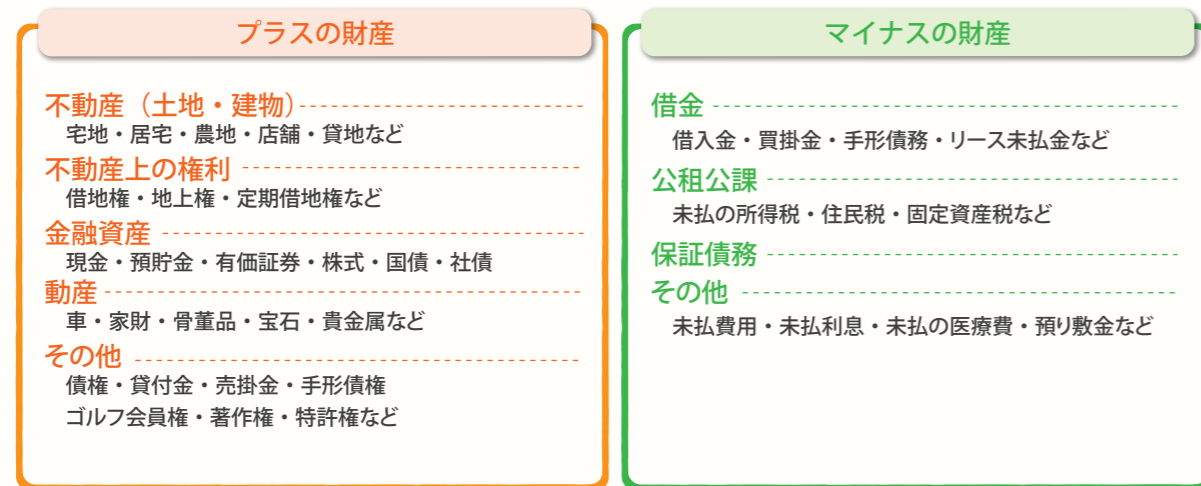 プラスの財産
不動産（土地・建物）
宅地・居宅・農地・店舗・貸地など
不動産上の権利
借地権・地上権・定期借地権など
金融資産
現金・預貯金・有価証券・株式・国債・社債
動産
車・家財・骨董品・宝石・貴金属など
その他
債権・貸付金・売掛金・手形債権
ゴルフ会員権・著作権・特許権など
マイナスの財産
借金
借入金・買掛金・手形債務・リース未払金など
公租公課
未払の所得税・住民税・固定資産税など
保証債務
その他
未払費用・未払利息・未払の医療費・預り敷金など